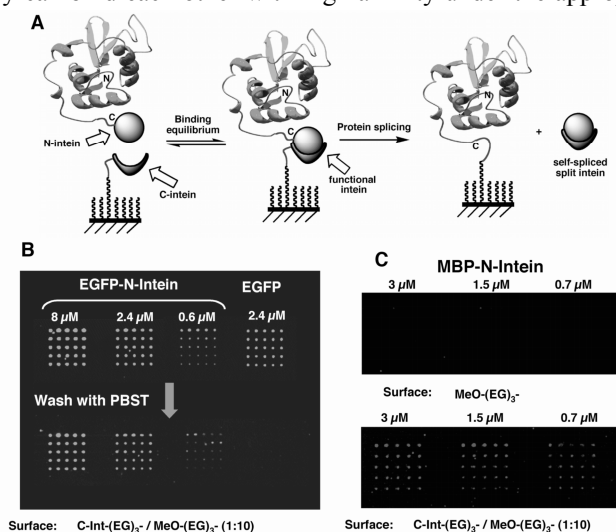 A
N
C
N-intein
C-intein
Binding
equilibrium
N
C
functional
intein
Protein splicing
N
C
+
self-spliced
split intein
B
EGFP-N-Intein EGFP
8 µM 2.4 µM 0.6 µM 2.4 µM
Wash with PBST
Surface: C-Int-(EG)3- / MeO-(EG)3- (1:10)
C
MBP-N-Intein
3 µM 1.5 µM 0.7 µM
Surface: MeO-(EG)3-
3 µM 1.5 µM 0.7 µM
Surface: C-Int-(EG)3- / MeO-(EG)3- (1:10)